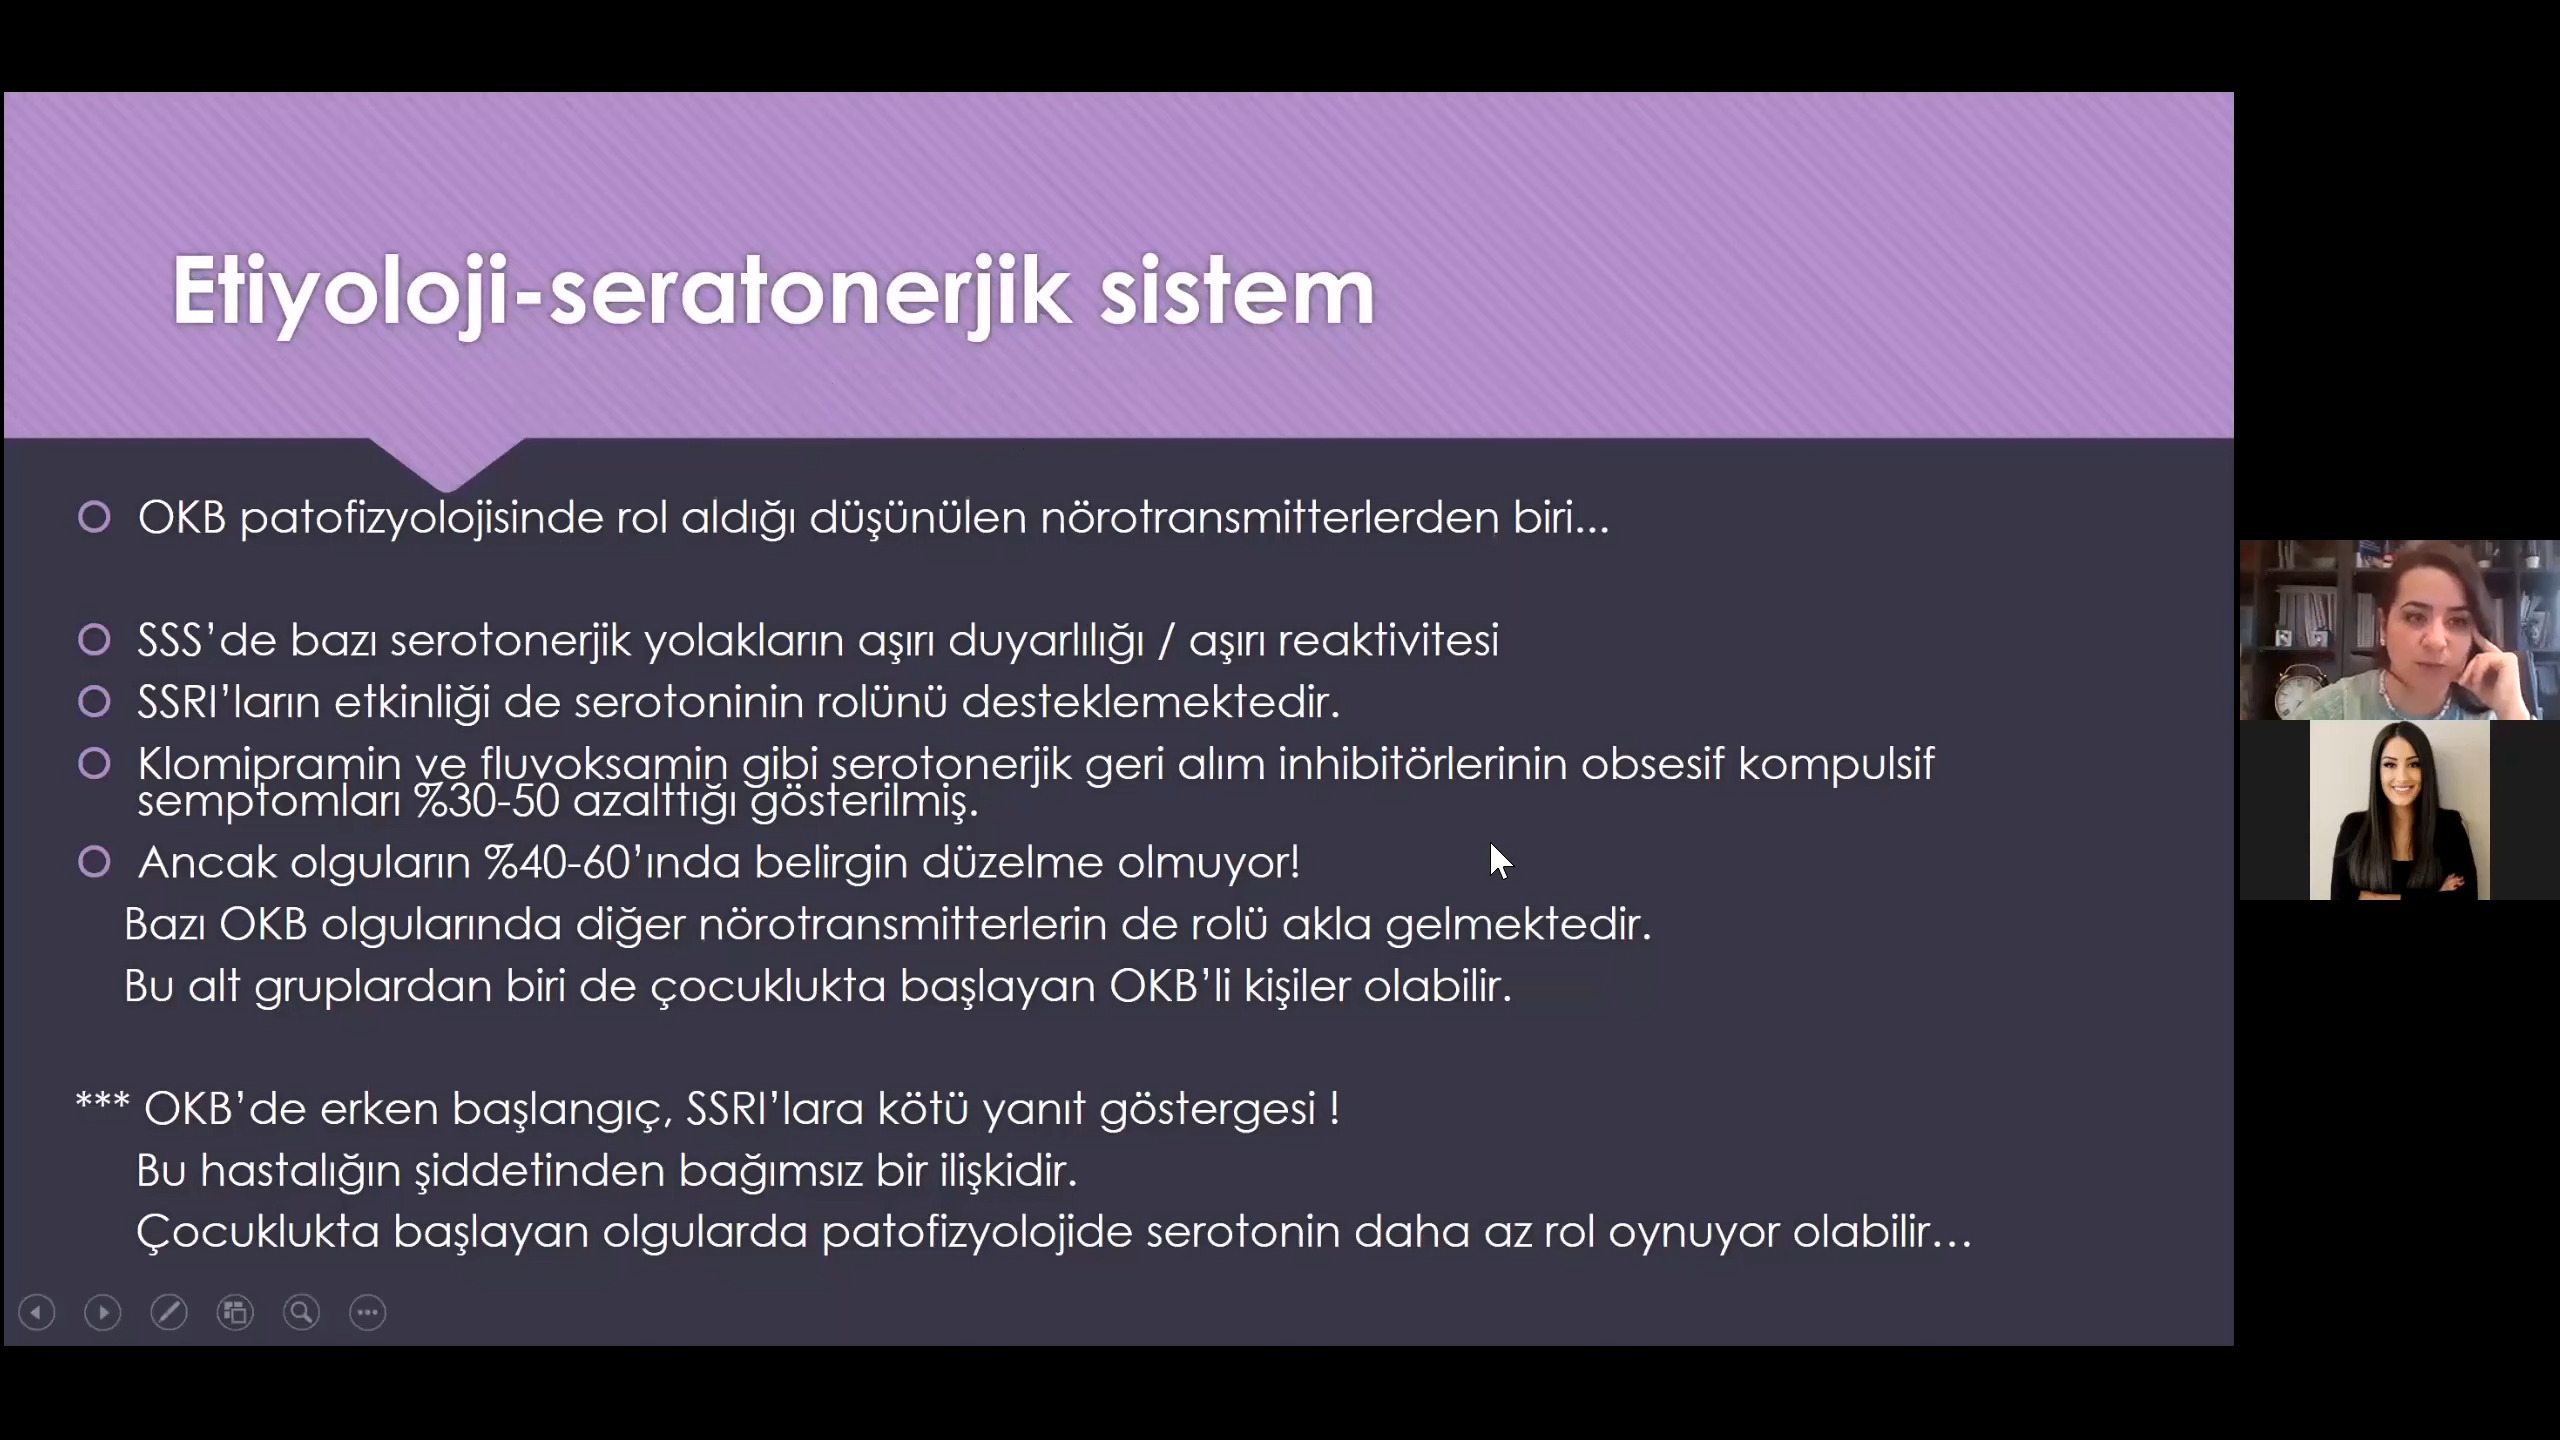 Etiyoloji-seratonerjik sistem
OKB patofizyolojisinde rol aldığı düşünülen nörotransmitterlerden biri...
SSS’de bazı serotonerjik yolakların aşırı duyarlılığı / aşırı reaktivitesi
SSRI’ların etkinliği de serotoninin rolünü desteklemektedir.
Klomipramin ve fluvoksamin gibi serotonerjik geri alım inhibitörlerinin obsesif kompulsif
semptomları %30-50 azalttığı gösterilmiş.
Ancak olguların %40-60’ında belirgin düzelme olmuyor!
Bazı OKB olgularında diğer nörotransmitterlerin de rolü akla gelmektedir.
Bu alt gruplardan biri de çocuklukta başlayan OKB’li kişiler olabilir.
*** OKB’de erken başlangıç, SSRI’lara kötü yanıt göstergesi !
Bu hastalığın şiddetinden bağımsız bir ilişkidir.
Çocuklukta başlayan olgularda patofizyolojide serotonin daha az rol oynuyor olabilir…